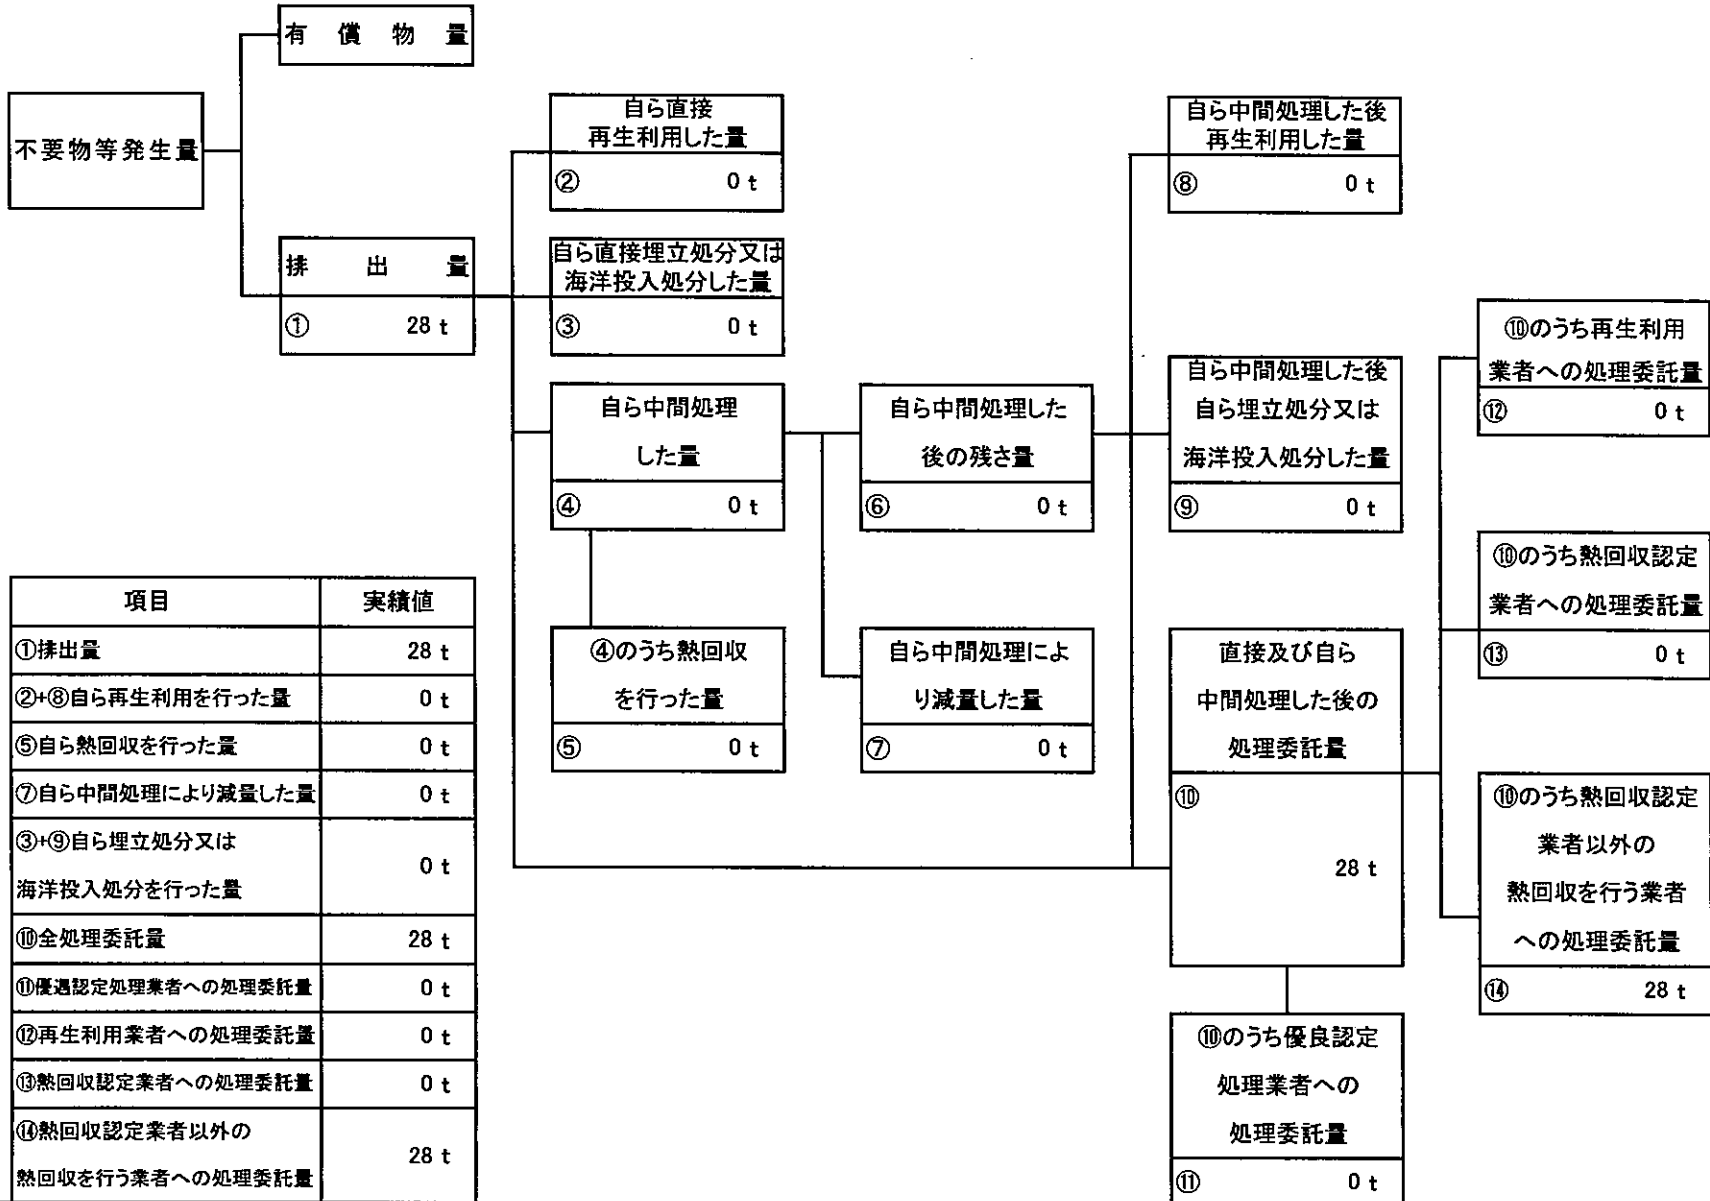 有償物量
不要物等発生量
排出量
① 28 t
自ら直接
再生利用した量
② 0 t
自ら直接埋立処分又は
海洋投入処分した量
③ 0 t
自ら中間処理
した量
④ 0 t
④のうち熱回収
を行った量
⑤ 0 t
自ら中間処理した
後の残さ量
⑥ 0 t
自ら中間処理によ
り減量した量
⑦ 0 t
自ら中間処理した後
再生利用した量
⑧ 0 t
自ら中間処理した後
自ら埋立処分又は
海洋投入処分した量
⑨ 0 t
直接及び自ら
中間処理した後の
処理委託量
⑩
28 t
⑩のうち優良認定
処理業者への
処理委託量
⑪ 0 t
⑩のうち再生利用
業者への処理委託量
⑫ 0 t
⑩のうち熱回収認定
業者への処理委託量
⑬ 0 t
⑩のうち熱回収認定
業者以外の
熱回収を行う業者
への処理委託量
⑭ 28 t
項目 実績値
①排出量 28 t
②+⑧自ら再生利用を行った量 0 t
⑤自ら熱回収を行った量 0 t
⑦自ら中間処理により減量した量 0 t
③+⑨自ら埋立処分又は
海洋投入処分を行った量 0 t
⑩全処理委託量 28 t
⑪優遇認定処理業者への処理委託量 0 t
⑫再生利用業者への処理委託量 0 t
⑬熱回収認定業者への処理委託量 0 t
⑭熱回収認定業者以外の
熱回収を行う業者への処理委託量 28 t